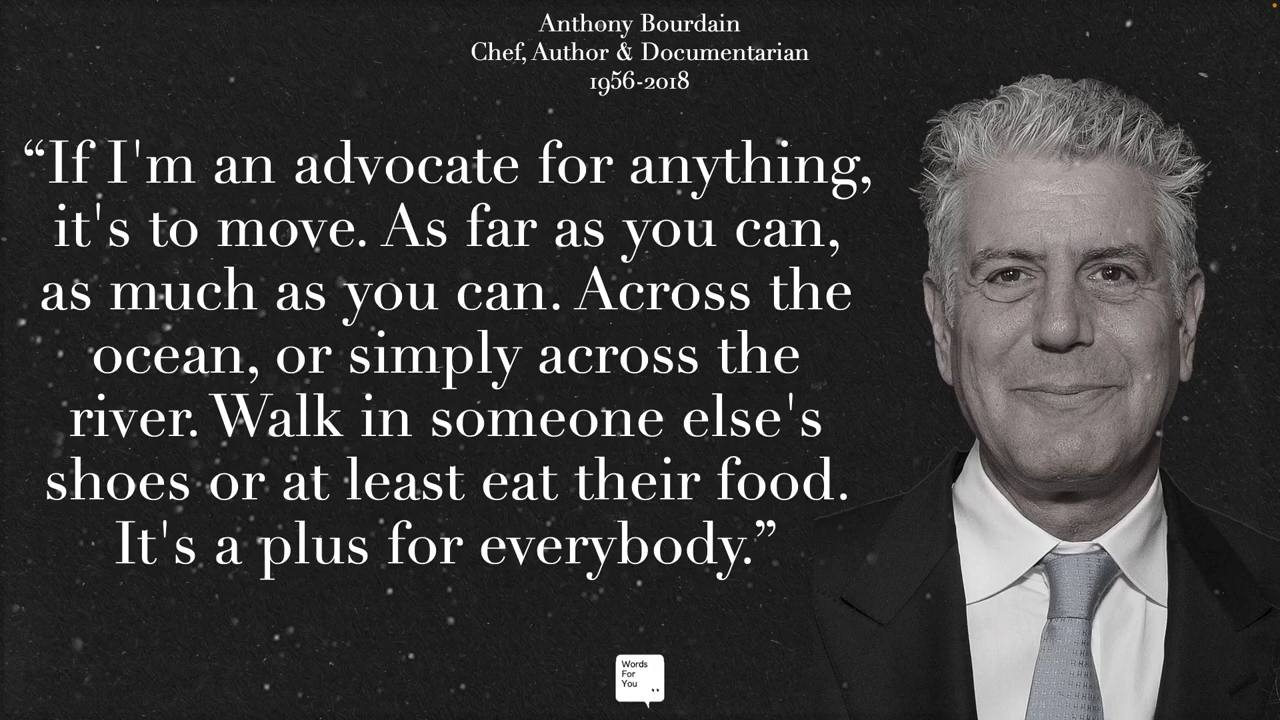 Anthony Bourdain
Chef, Author & Documentarian
1956-2018
“If I'm an advocate for anything,
it's to move. As far as you can,
as much as you can. Across the
ocean, or simply across the
river. Walk in someone else's
shoes or at least eat their food.
It's a plus for everybody.”
Words
For
You
"